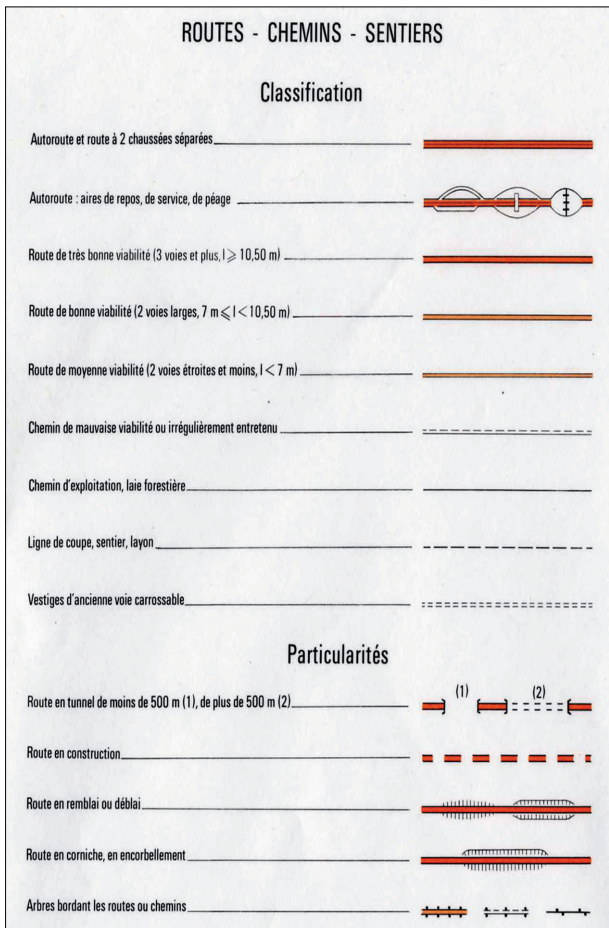 ROUTES - CHEMINS - SENTIERS
Classification
Autoroute et route à 2 chaussées séparées
Autoroute : aires de repos, de service, de péage
Route de très bonne viabilité (3 voies et plus, l ⩾ 10,50 m)
Route de bonne viabilité (2 voies larges, 7 m ⩽ l < 10,50 m)
Route de moyenne viabilité (2 voies étroites et moins, l < 7 m)
Chemin de mauvaise viabilité ou irrégulièrement entretenu
Chemin d'exploitation, laie forestière
Ligne de coupe, sentier, layon
Vestiges d'ancienne voie carrossable
Particularités
Route en tunnel de moins de 500 m (1), de plus de 500 m (2) (1) (2)
Route en construction
Route en remblai ou déblai
Route en corniche, en encorbellement
Arbres bordant les routes ou chemins